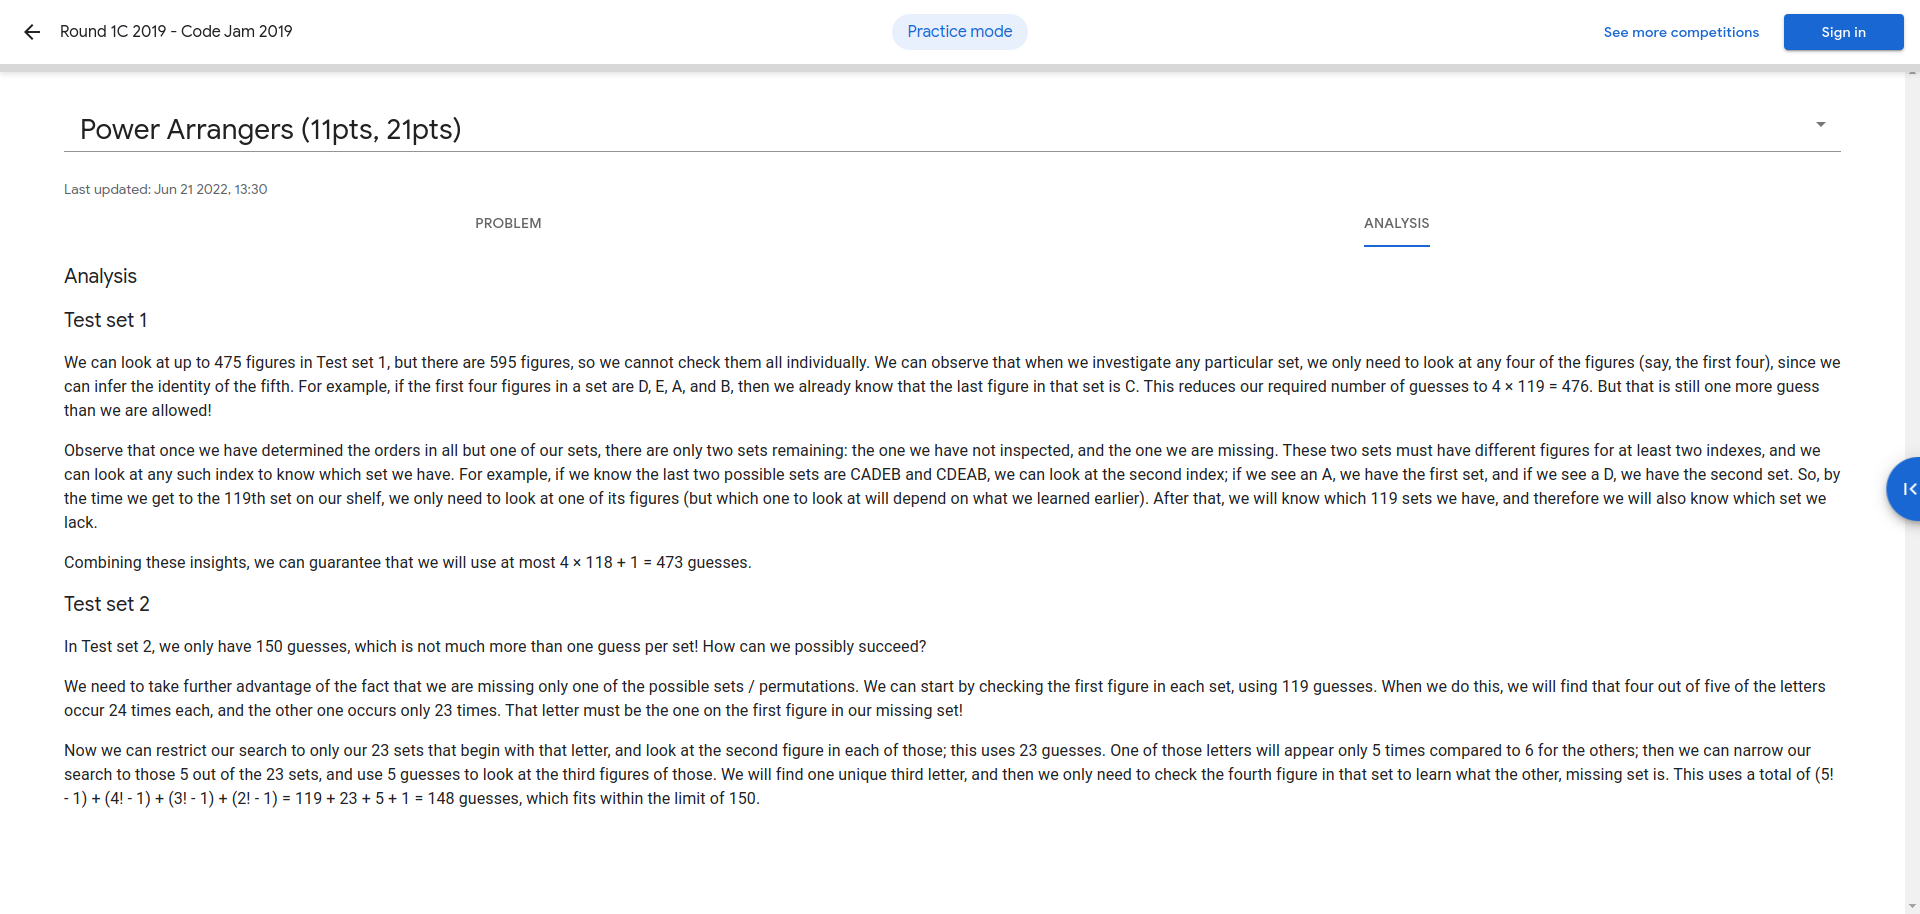 Round 1C 2019 - Code Jam 2019
Practice mode
See more competitions
Sign in
Power Arrangers (11pts, 21pts)
Last updated: Jun 21 2022, 13:30
PROBLEM
ANALYSIS
Analysis
Test set 1
We can look at up to 475 figures in Test set 1, but there are 595 figures, so we cannot check them all individually. We can observe that when we investigate any particular set, we only need to look at any four of the figures (say, the first four), since we
can infer the identity of the fifth. For example, if the first four figures in a set are D, E, A, and B, then we already know that the last figure in that set is C. This reduces our required number of guesses to 4 × 119 = 476. But that is still one more guess
than we are allowed!
Observe that once we have determined the orders in all but one of our sets, there are only two sets remaining: the one we have not inspected, and the one we are missing. These two sets must have different figures for at least two indexes, and we
can look at any such index to know which set we have. For example, if we know the last two possible sets are CADEB and CDEAB, we can look at the second index; if we see an A, we have the first set, and if we see a D, we have the second set. So, by
the time we get to the 119th set on our shelf, we only need to look at one of its figures (but which one to look at will depend on what we learned earlier). After that, we will know which 119 sets we have, and therefore we will also know which set we
lack.
Combining these insights, we can guarantee that we will use at most 4 × 118 + 1 = 473 guesses.
Test set 2
In Test set 2, we only have 150 guesses, which is not much more than one guess per set! How can we possibly succeed?
We need to take further advantage of the fact that we are missing only one of the possible sets / permutations. We can start by checking the first figure in each set, using 119 guesses. When we do this, we will find that four out of five of the letters
occur 24 times each, and the other one occurs only 23 times. That letter must be the one on the first figure in our missing set!
Now we can restrict our search to only our 23 sets that begin with that letter, and look at the second figure in each of those; this uses 23 guesses. One of those letters will appear only 5 times compared to 6 for the others; then we can narrow our
search to those 5 out of the 23 sets, and use 5 guesses to look at the third figures of those. We will find one unique third letter, and then we only need to check the fourth figure in that set to learn what the other, missing set is. This uses a total of (5!
- 1) + (4! - 1) + (3! - 1) + (2! - 1) = 119 + 23 + 5 + 1 = 148 guesses, which fits within the limit of 150.